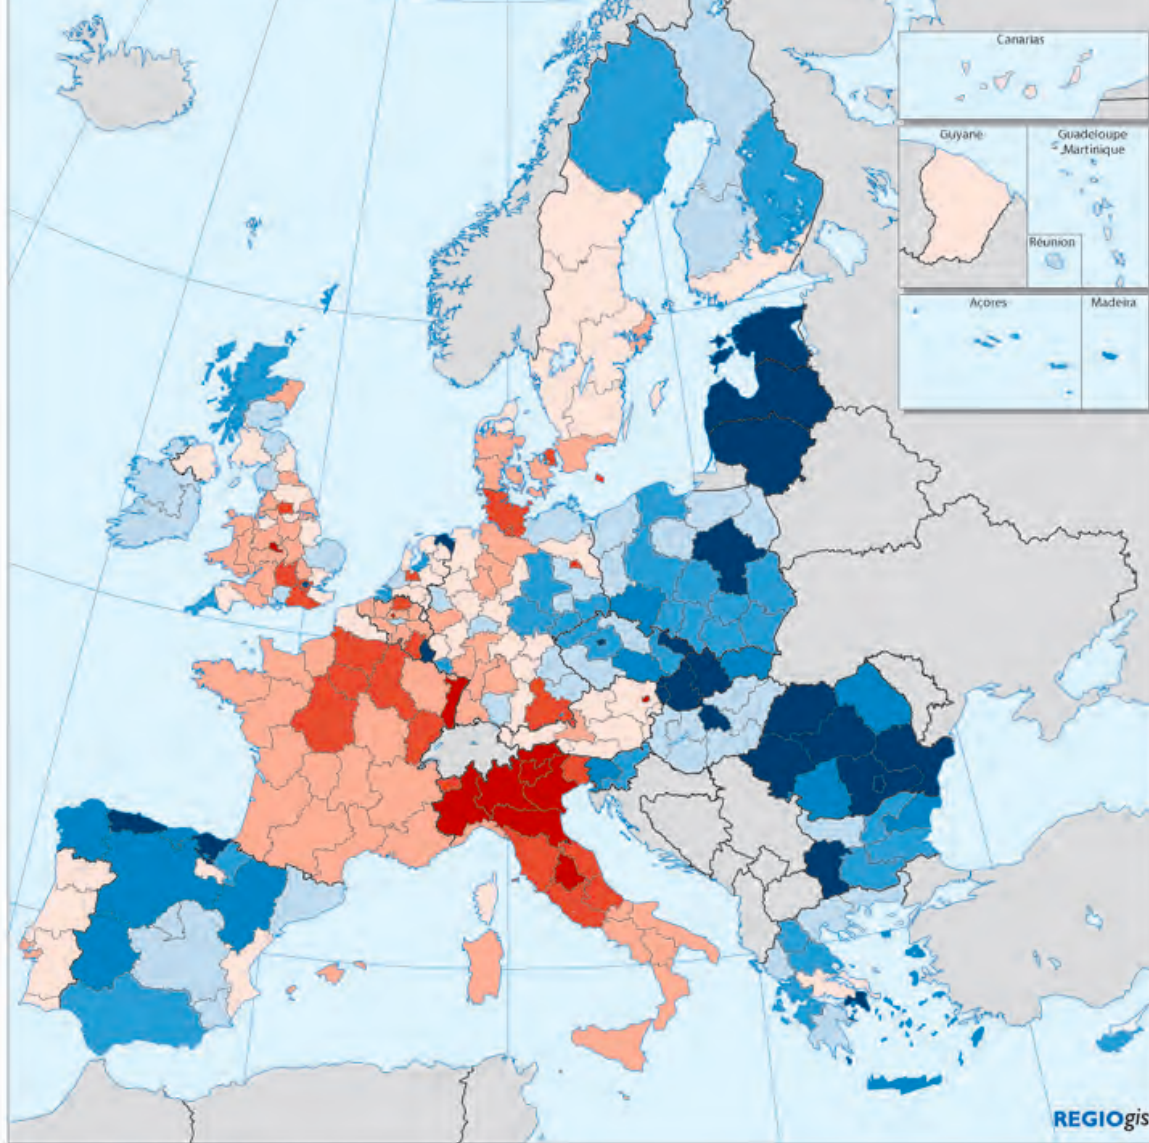 Canarias
Guyane
Guadeloupe
Martinique
Réunion
Açores
Madeira
REGIOgis